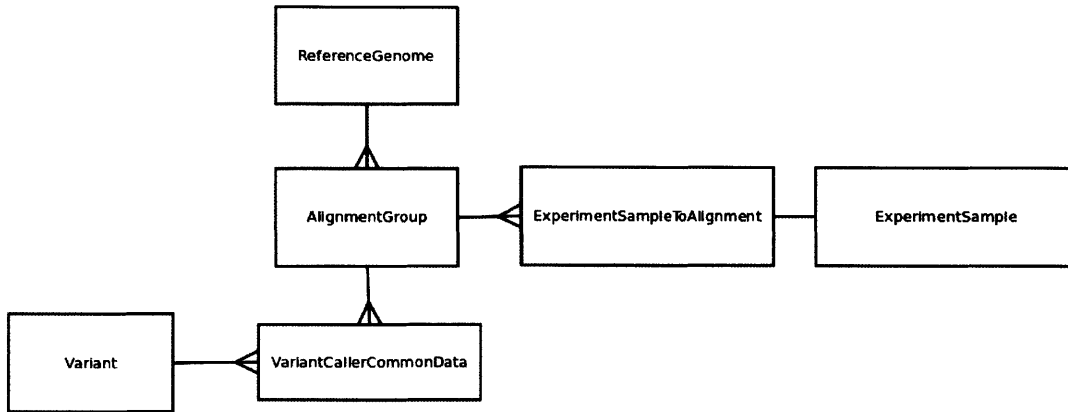 ReferenceGenome
AlignmentGroup
ExperimentSampleToAlignment
ExperimentSample
Variant
VariantCallerCommonData